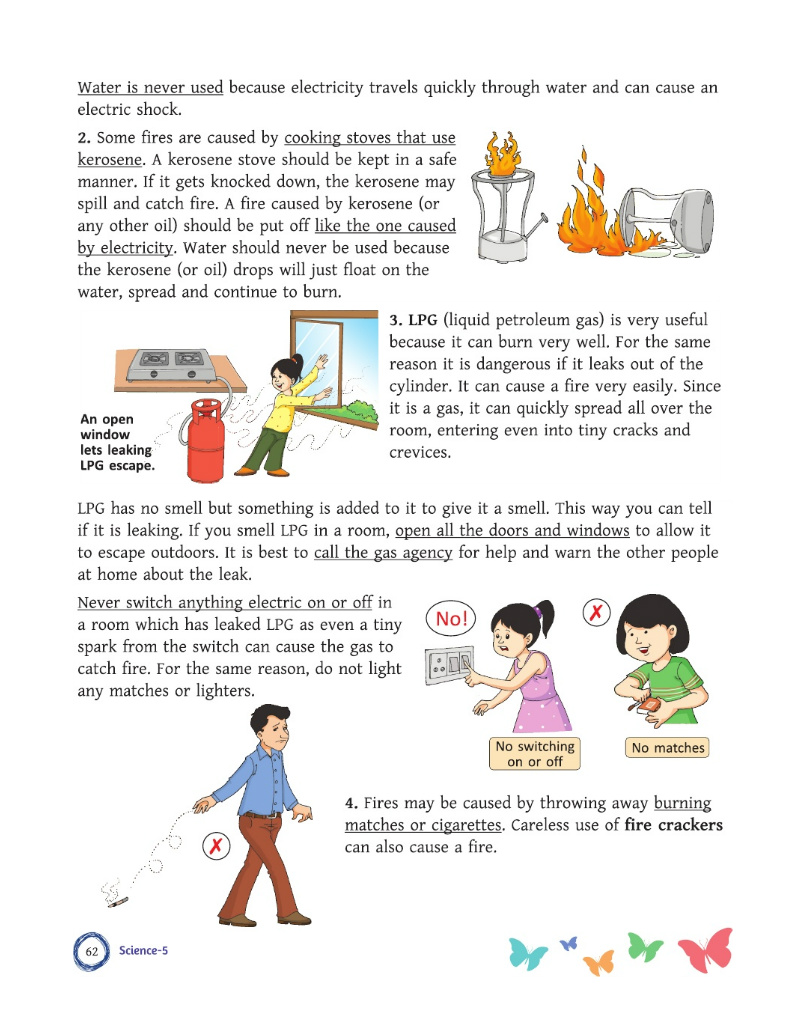 Water is never used because electricity travels quickly through water and can cause an
electric shock.
2. Some fires are caused by cooking stoves that use
kerosene. A kerosene stove should be kept in a safe
manner. If it gets knocked down, the kerosene may
spill and catch fire. A fire caused by kerosene (or
any other oil) should be put off like the one caused
by electricity. Water should never be used because
the kerosene (or oil) drops will just float on the
water, spread and continue to burn.
3. LPG (liquid petroleum gas) is very useful
because it can burn very well. For the same
reason it is dangerous if it leaks out of the
cylinder. It can cause a fire very easily. Since
it is a gas, it can quickly spread all over the
room, entering even into tiny cracks and
crevices.
An open
window
lets leaking
LPG escape.
LPG has no smell but something is added to it to give it a smell. This way you can tell
if it is leaking. If you smell LPG in a room, open all the doors and windows to allow it
to escape outdoors. It is best to call the gas agency for help and warn the other people
at home about the leak.
Never switch anything electric on or off in
a room which has leaked LPG as even a tiny
spark from the switch can cause the gas to
catch fire. For the same reason, do not light
any matches or lighters.
No!
✗
No switching
on or off
No matches
✗
4. Fires may be caused by throwing away burning
matches or cigarettes. Careless use of fire crackers
can also cause a fire.
62
Science-5